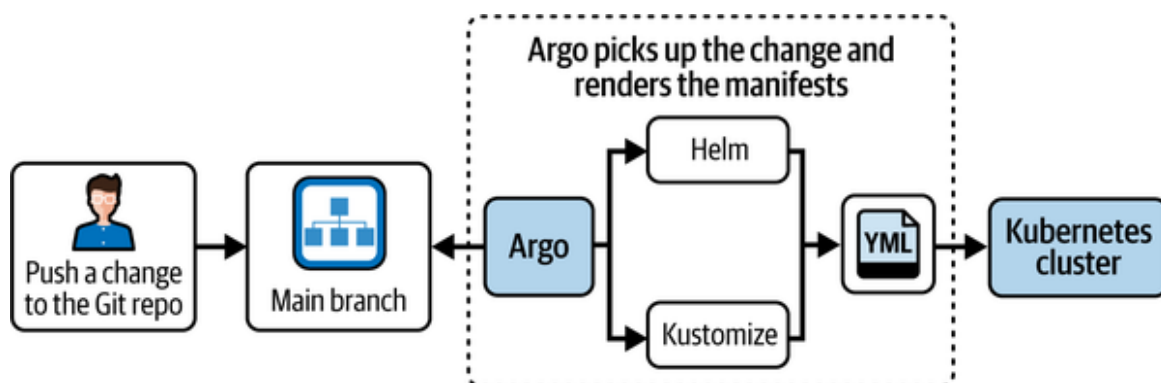 Argo picks up the change and
renders the manifests
Push a change
to the Git repo
Main branch
Argo
Helm
Kustomize
YML
Kubernetes
cluster